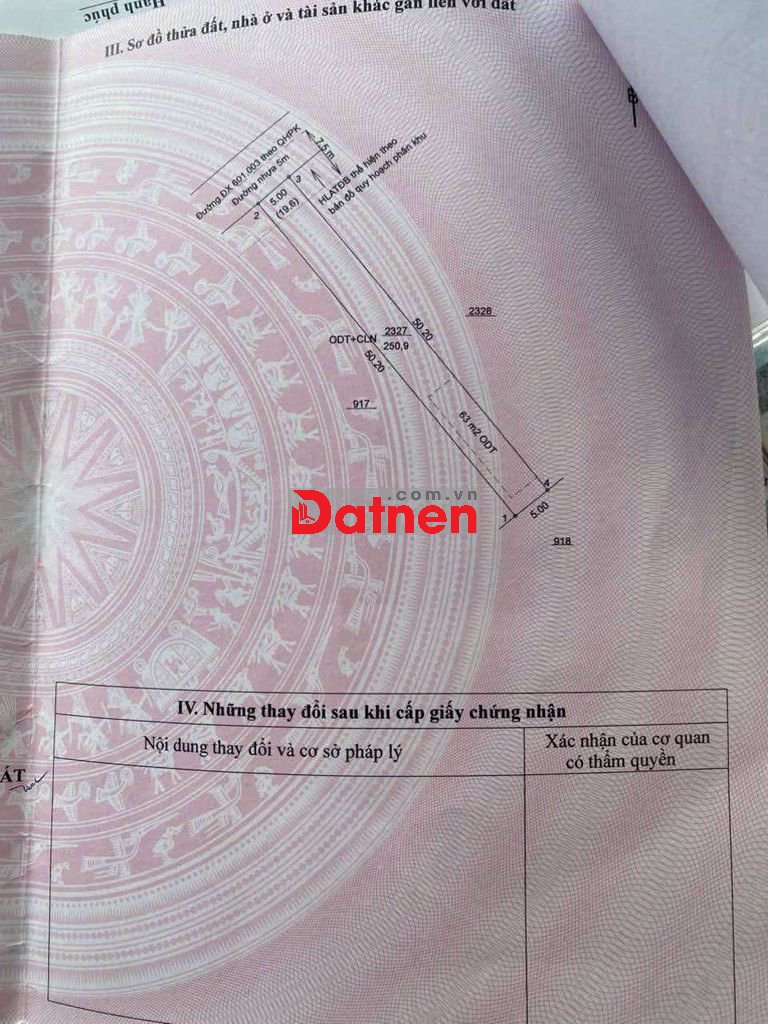 Hạnh phúc
III. Sơ đồ thửa đất, nhà ở và tài sản khác gắn liền với đất
Đường ĐX 601.003 theo QHPK
Đường nhựa 5m
7,5 m
HLATĐB thể hiện theo
bản đồ quy hoạch phân khu
2
5.00
3
(19.6)
2328
ODT+CLN
2327
250,9
50.20
50.20
917
63 m2 ODT
4
1
5.00
918
.com.vn
Datnen
IV. Những thay đổi sau khi cấp giấy chứng nhận
Nội dung thay đổi và cơ sở pháp lý
Xác nhận của cơ quan
có thẩm quyền
ÁT